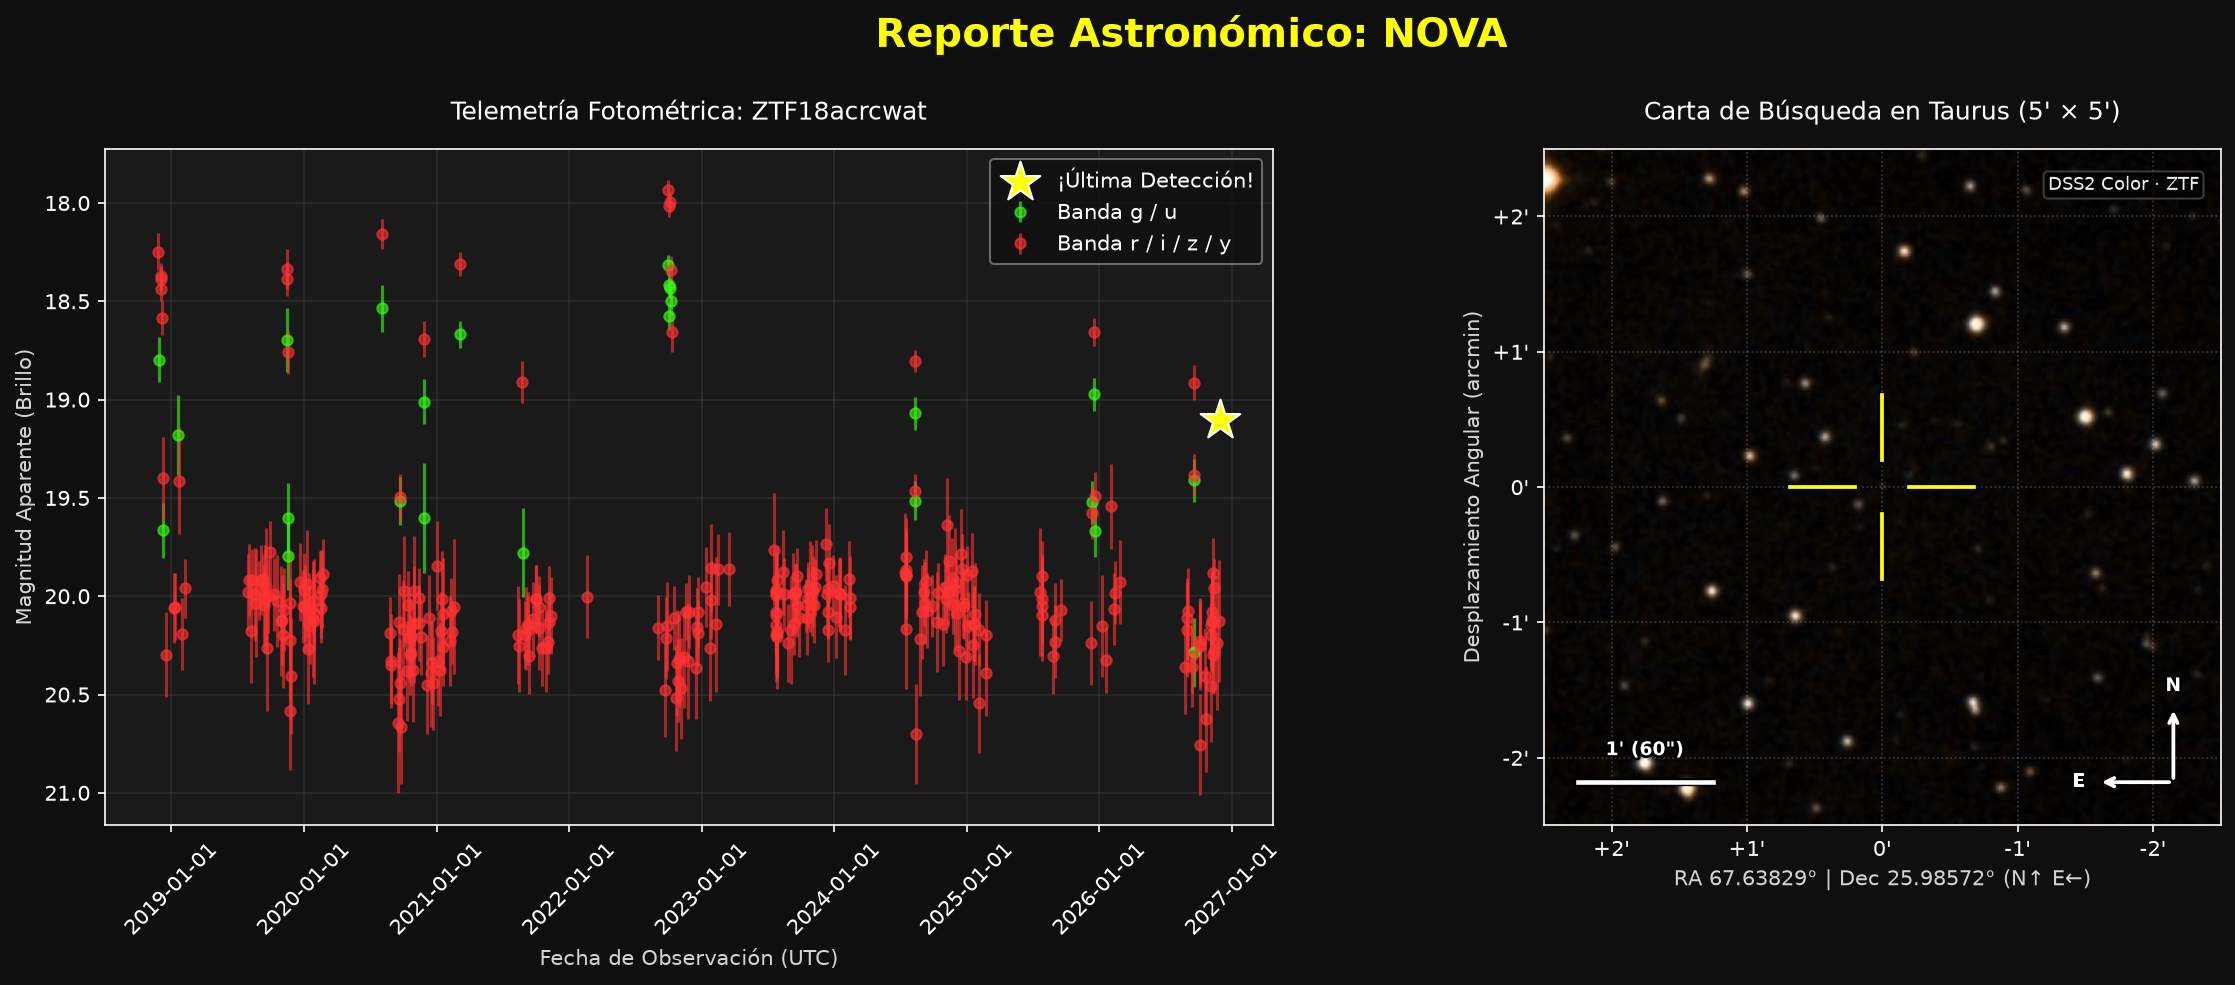 Reporte Astronómico: NOVA
Telemetría Fotométrica: ZTF18acrcwat
¡Última Detección!
Banda g / u
Banda r / i / z / y
Magnitud Aparente (Brillo)
18.0
18.5
19.0
19.5
20.0
20.5
21.0
2019-01-01
2020-01-01
2021-01-01
2022-01-01
2023-01-01
2024-01-01
2025-01-01
2026-01-01
2027-01-01
Fecha de Observación (UTC)
Carta de Búsqueda en Taurus (5' × 5')
DSS2 Color · ZTF
Desplazamiento Angular (arcmin)
+2'
+1'
0'
-1'
-2'
N
E
1' (60")
+2'
+1'
0'
-1'
-2'
RA 67.63829° | Dec 25.98572° (N↑ E←)